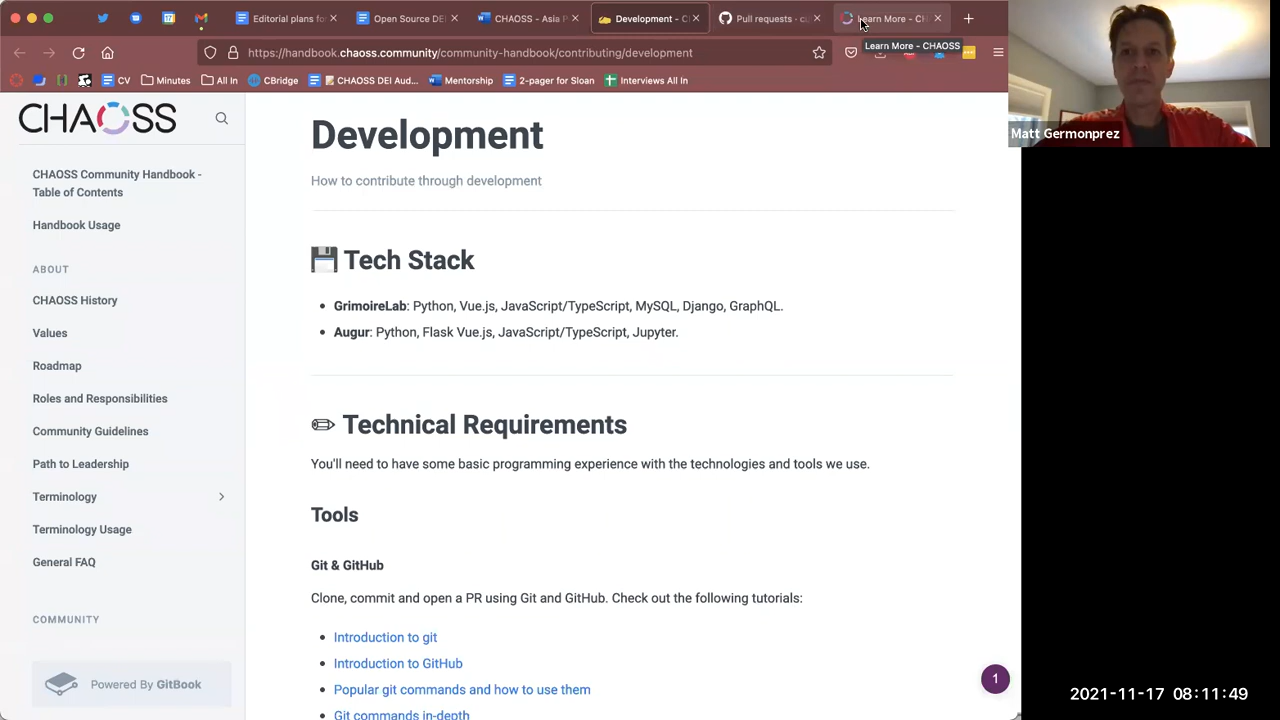 Editorial plans fo
Open Source DEI
CHAOSS - Asia P
Development - C
Pull requests · cu
Learn More - CH
https://handbook.chaoss.community/community-handbook/contributing/development
Learn More - CHAOSS
CV
Minutes
All In
CBridge
CHAOSS DEI Aud...
Mentorship
2-pager for Sloan
Interviews All In
Matt Germonprez
CHAOSS
CHAOSS Community Handbook -
Table of Contents
Handbook Usage
ABOUT
CHAOSS History
Values
Roadmap
Roles and Responsibilities
Community Guidelines
Path to Leadership
Terminology
Terminology Usage
General FAQ
COMMUNITY
Powered By GitBook
Development
How to contribute through development
Tech Stack
• GrimoireLab: Python, Vue.js, JavaScript/TypeScript, MySQL, Django, GraphQL.
• Augur: Python, Flask Vue.js, JavaScript/TypeScript, Jupyter.
Technical Requirements
You'll need to have some basic programming experience with the technologies and tools we use.
Tools
Git & GitHub
Clone, commit and open a PR using Git and GitHub. Check out the following tutorials:
• Introduction to git
• Introduction to GitHub
• Popular git commands and how to use them
• Git commands in-depth
1
2021-11-17 08:11:49